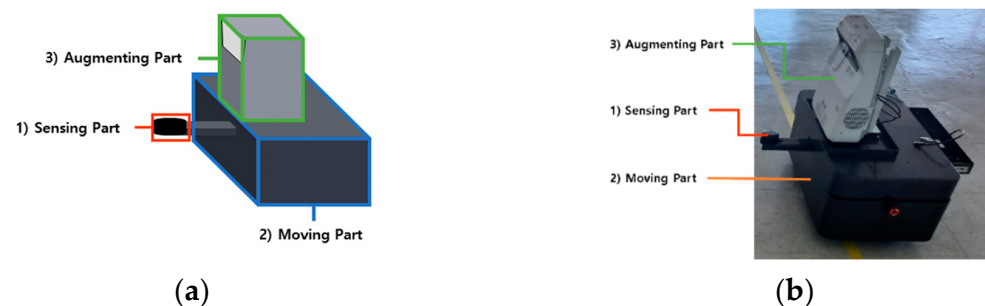 3) Augmenting Part
1) Sensing Part
2) Moving Part
(a)
3) Augmenting Part
1) Sensing Part
2) Moving Part
(b)